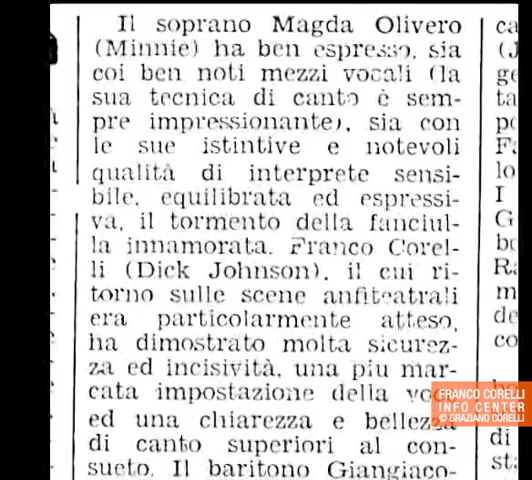 Il soprano Magda Olivero
(Minnie) ha ben espresso, sia
coi ben noti mezzi vocali (la
sua tecnica di canto è sem-
pre impressionante), sia con
le sue istintive e notevoli
qualità di interprete sensi-
bile, equilibrata ed espressi-
va, il tormento della fanciul-
la innamorata. Franco Corel-
li (Dick Johnson), il cui ri-
torno sulle scene anfiteatrali
era particolarmente atteso,
ha dimostrato molta sicurez-
za ed incisività, una piu mar-
cata impostazione della voce
ed una chiarezza e bellezza
di canto superiori al con-
sueto. Il baritono Giangiaco-
FRANCO CORELLI
INFO CENTER
© GRAZIANO CORELLI